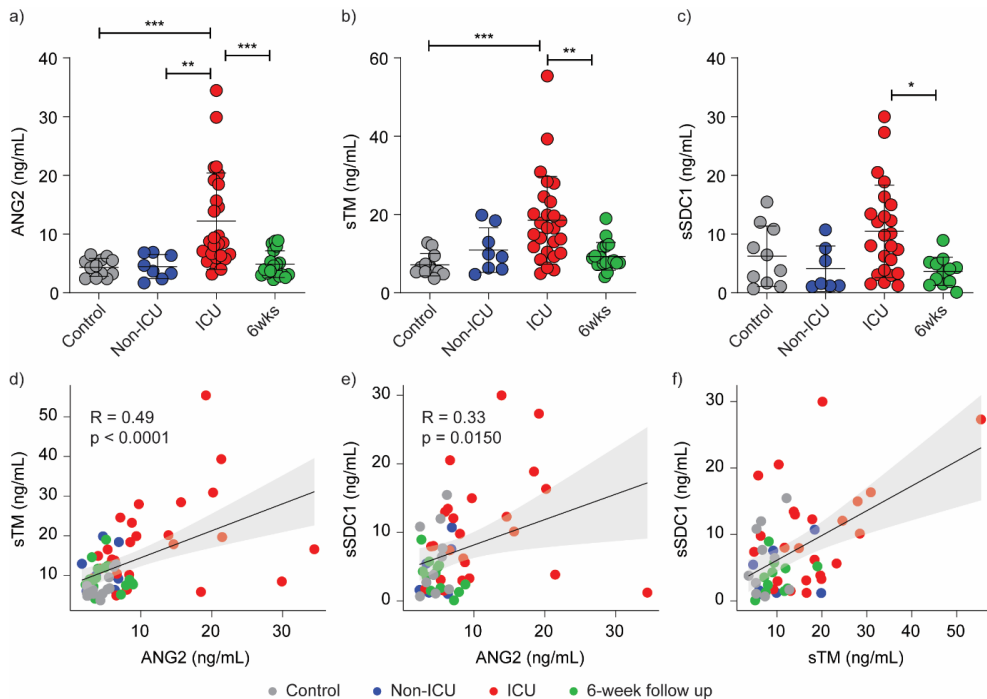 a)
***
**
***
40
30
20
10
0
ANG2 (ng/mL)
Control
Non-ICU
ICU
6wks
b)
***
**
60
40
20
0
sTM (ng/mL)
Control
Non-ICU
ICU
6wks
c)
*
40
30
20
10
0
sSDC1 (ng/mL)
Control
Non-ICU
ICU
6wks
d)
R = 0.49
p < 0.0001
50
40
30
20
10
sTM (ng/mL)
10
20
30
ANG2 (ng/mL)
e)
R = 0.33
p = 0.0150
30
20
10
0
sSDC1 (ng/mL)
10
20
30
ANG2 (ng/mL)
f)
30
20
10
0
sSDC1 (ng/mL)
10
20
30
40
50
sTM (ng/mL)
Control
Non-ICU
ICU
6-week follow up